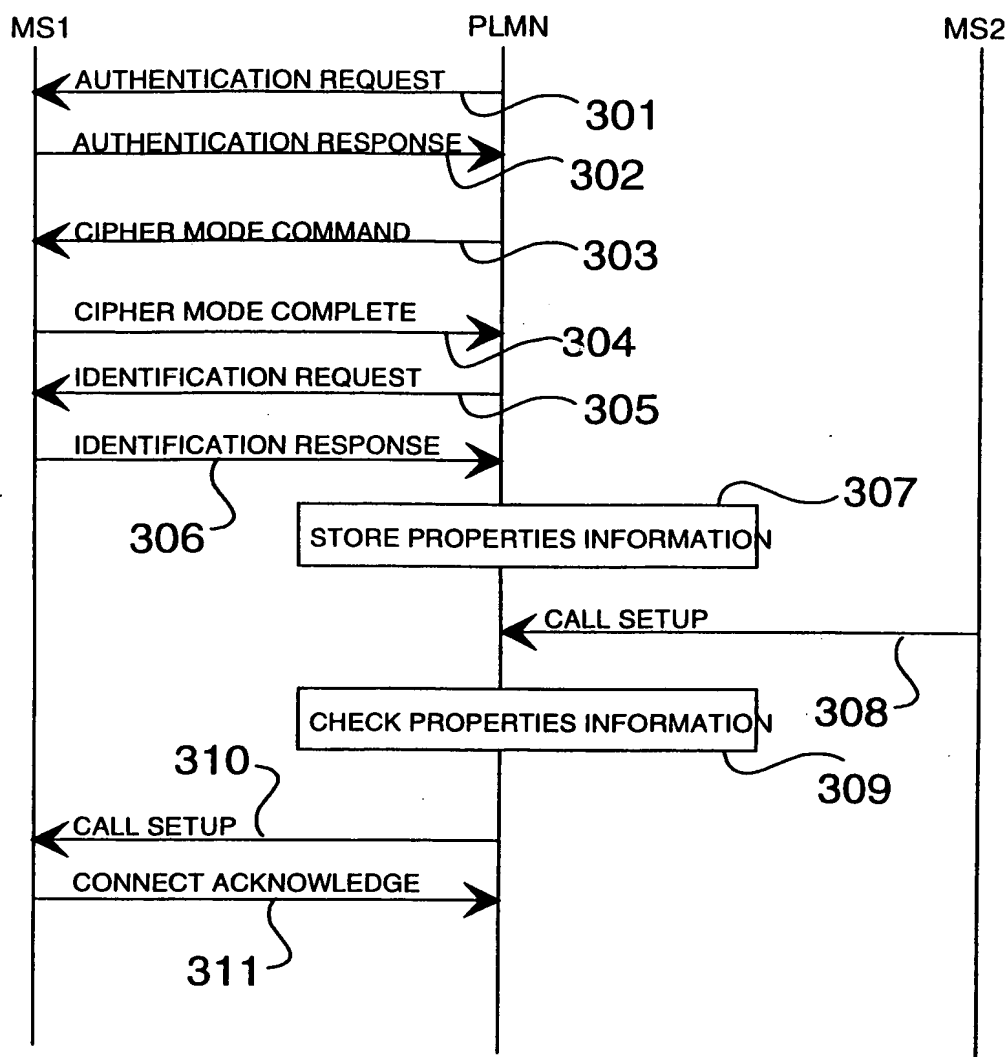 MS1 PLMN MS2
AUTHENTICATION REQUEST
301
AUTHENTICATION RESPONSE
302
CIPHER MODE COMMAND
303
CIPHER MODE COMPLETE
304
IDENTIFICATION REQUEST
305
IDENTIFICATION RESPONSE
306
307
STORE PROPERTIES INFORMATION
CALL SETUP
308
CHECK PROPERTIES INFORMATION
309
310
CALL SETUP
CONNECT ACKNOWLEDGE
311